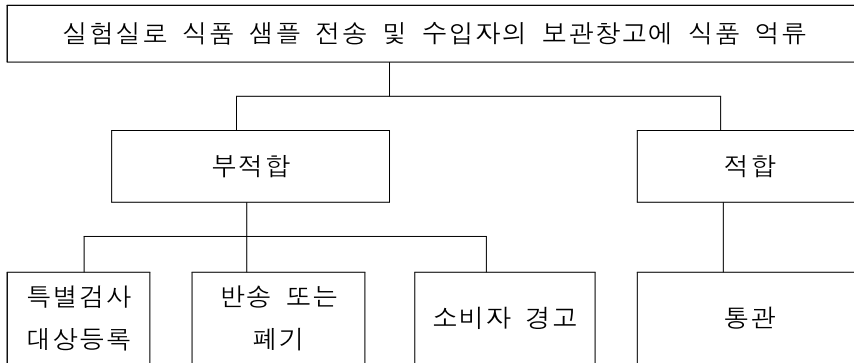 실험실로 식품 샘플 전송 및 수입자의 보관창고에 식품 억류
부적합
적합
특별검사
대상등록
반송 또는
폐기
소비자 경고
통관